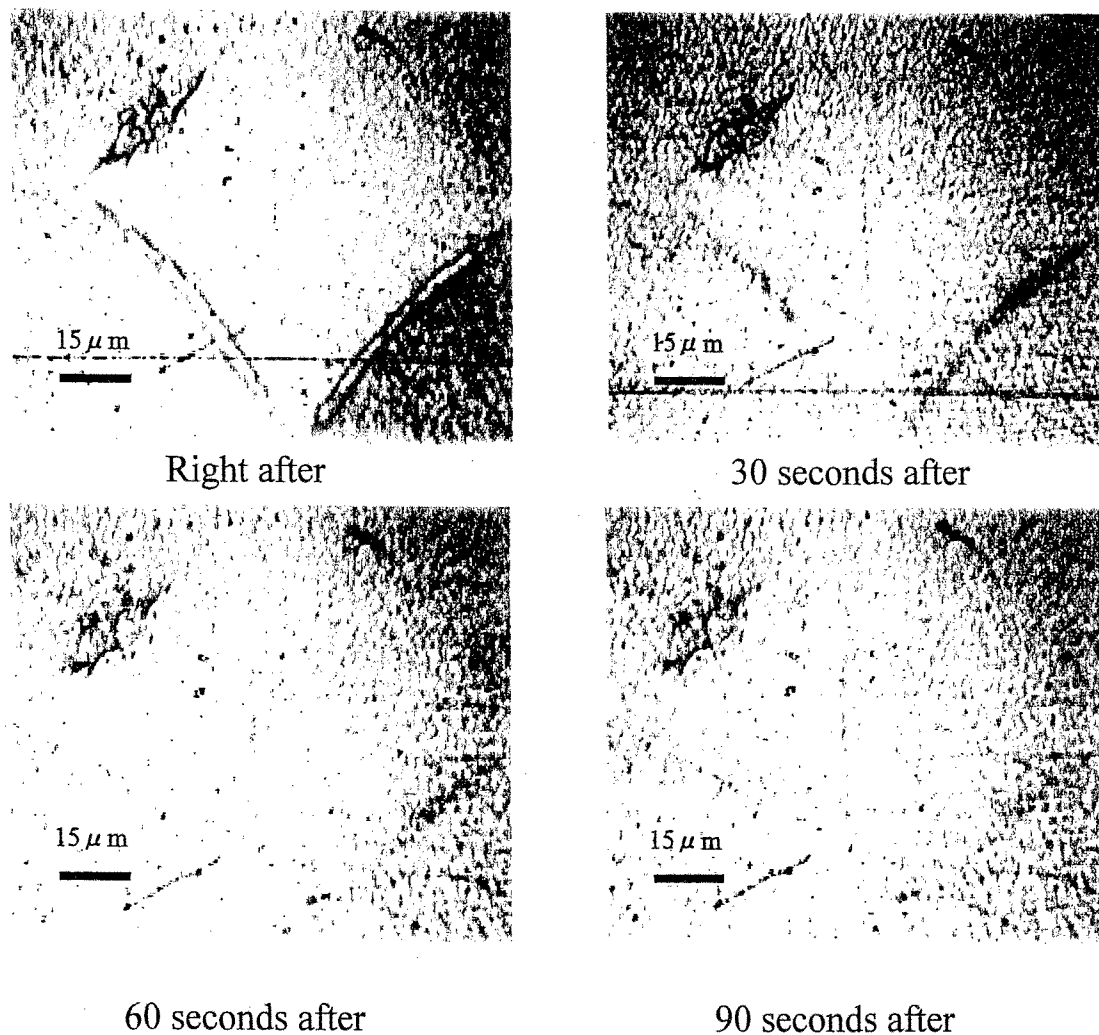 15 μm
15 μm
Right after
30 seconds after
15 μm
15 μm
60 seconds after
90 seconds after